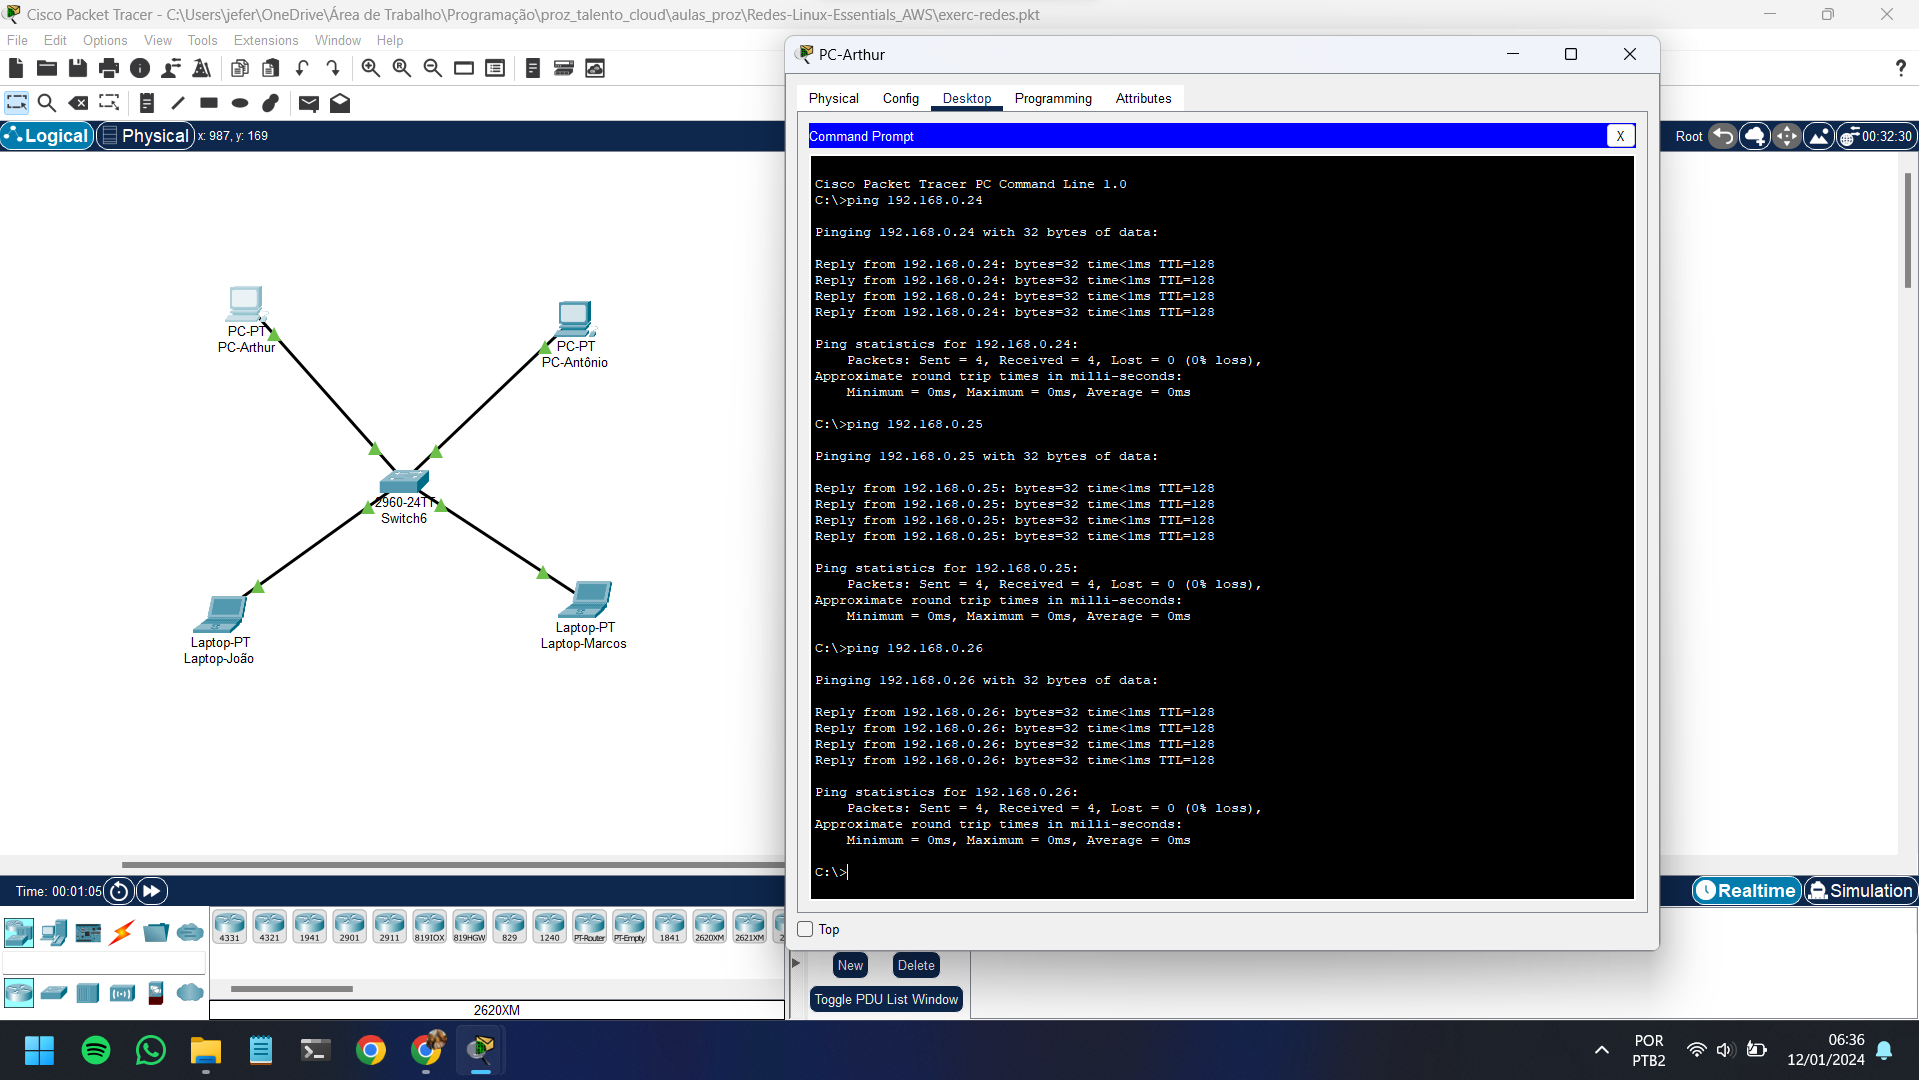 Cisco Packet Tracer - C:\Users\jefer\OneDrive\Área de Trabalho\Programação\proz_talento_cloud\aulas_proz\Redes-Linux-Essentials_AWS\exerc-redes.pkt
File Edit Options View Tools Extensions Window Help
Logical Physical x: 987, y: 169
Root 00:32:30
PC-PT
PC-Arthur
PC-PT
PC-Antônio
2960-24TT
Switch6
Laptop-PT
Laptop-João
Laptop-PT
Laptop-Marcos
PC-Arthur
Physical Config Desktop Programming Attributes
Command Prompt X
Cisco Packet Tracer PC Command Line 1.0
C:\>ping 192.168.0.24
Pinging 192.168.0.24 with 32 bytes of data:
Reply from 192.168.0.24: bytes=32 time<1ms TTL=128
Reply from 192.168.0.24: bytes=32 time<1ms TTL=128
Reply from 192.168.0.24: bytes=32 time<1ms TTL=128
Reply from 192.168.0.24: bytes=32 time<1ms TTL=128
Ping statistics for 192.168.0.24:
Packets: Sent = 4, Received = 4, Lost = 0 (0% loss),
Approximate round trip times in milli-seconds:
Minimum = 0ms, Maximum = 0ms, Average = 0ms
C:\>ping 192.168.0.25
Pinging 192.168.0.25 with 32 bytes of data:
Reply from 192.168.0.25: bytes=32 time<1ms TTL=128
Reply from 192.168.0.25: bytes=32 time<1ms TTL=128
Reply from 192.168.0.25: bytes=32 time<1ms TTL=128
Reply from 192.168.0.25: bytes=32 time<1ms TTL=128
Ping statistics for 192.168.0.25:
Packets: Sent = 4, Received = 4, Lost = 0 (0% loss),
Approximate round trip times in milli-seconds:
Minimum = 0ms, Maximum = 0ms, Average = 0ms
C:\>ping 192.168.0.26
Pinging 192.168.0.26 with 32 bytes of data:
Reply from 192.168.0.26: bytes=32 time<1ms TTL=128
Reply from 192.168.0.26: bytes=32 time<1ms TTL=128
Reply from 192.168.0.26: bytes=32 time<1ms TTL=128
Reply from 192.168.0.26: bytes=32 time<1ms TTL=128
Ping statistics for 192.168.0.26:
Packets: Sent = 4, Received = 4, Lost = 0 (0% loss),
Approximate round trip times in milli-seconds:
Minimum = 0ms, Maximum = 0ms, Average = 0ms
C:\>
Top
Time: 00:01:05
Realtime Simulation
4331 4321 1941 2901 2911 819IOX 819HGW 829 1240 PT-Router PT-Empty 1841 2620XM 2621XM 2
2620XM
New Delete
Toggle PDU List Window
POR
PTB2
06:36
12/01/2024